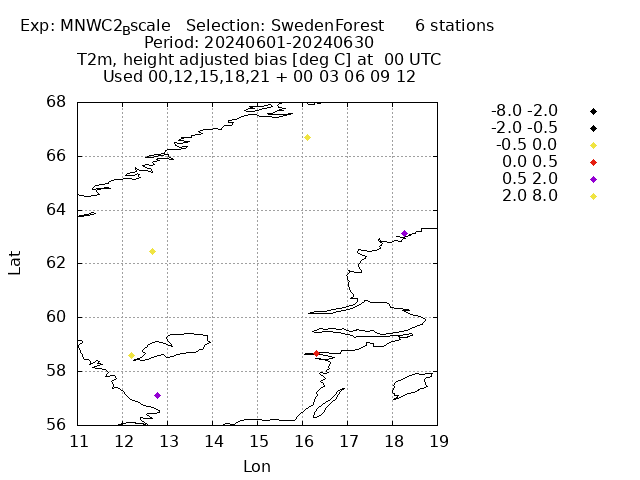 Exp: MNWC2Bscale   Selection: SwedenForest      6 stations
Period: 20240601-20240630
T2m, height adjusted bias [deg C] at  00 UTC
Used 00,12,15,18,21 + 00 03 06 09 12
-8.0 -2.0
-2.0 -0.5
-0.5 0.0
0.0 0.5
0.5 2.0
2.0 8.0
68
66
64
62
60
58
56
Lat
11 12 13 14 15 16 17 18 19
Lon